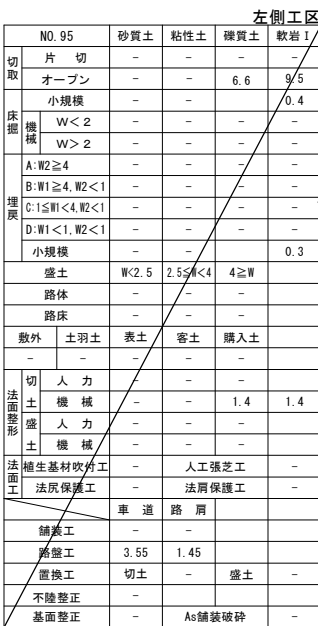 左側工区
NO.95 砂質土 粘性土 礫質土 軟岩Ⅰ
切取 片 切 - - - -
オープン - - 6.6 9.5
床掘 小規模 - - - 0.4
機械 W<2 - - - -
W>2 - - - -
埋戻 A:W2≧4 - - - -
B:W1≧4,W2<1 - - - -
C:1≦W1<4,W2<1 - - - -
D:W1<1,W2<1 - - - -
小規模 - - - 0.3
盛土 W<2.5 2.5≦W<4 4≧W
路体 - - -
路床 - - -
敷外 土羽土 表土 客土 購入土
- - - - -
法面整形 切土 人 力 - - - -
機 械 - - 1.4 1.4
盛土 人 力 - - -
機 械 - - -
法面工 植生基材吹付工 - 人工張芝工 -
法尻保護工 - 法肩保護工 -
車 道 路 肩
舗装工 - -
路盤工 3.55 1.45
置換工 切土 - 盛土 -
不陸整正 -
基面整正 - As舗装破砕 -